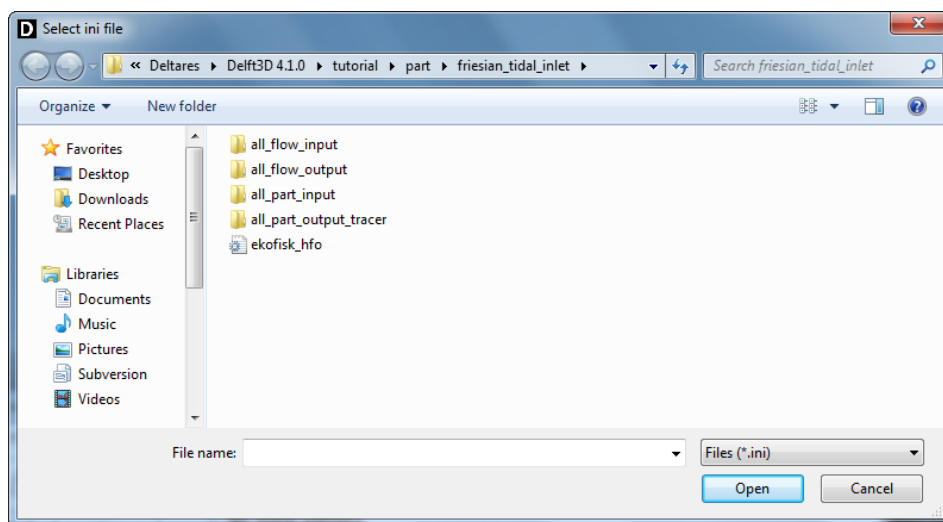 D Select ini file
« Deltares Delft3D 4.1.0 tutorial part friesian_tidal_inlet
Search friesian_tidal_inlet
Organize New folder
Favorites
Desktop
Downloads
Recent Places
Libraries
Documents
Music
Pictures
Subversion
Videos
all_flow_input
all_flow_output
all_part_input
all_part_output_tracer
ekofisk_hfo
File name:
Files (*.ini)
Open Cancel